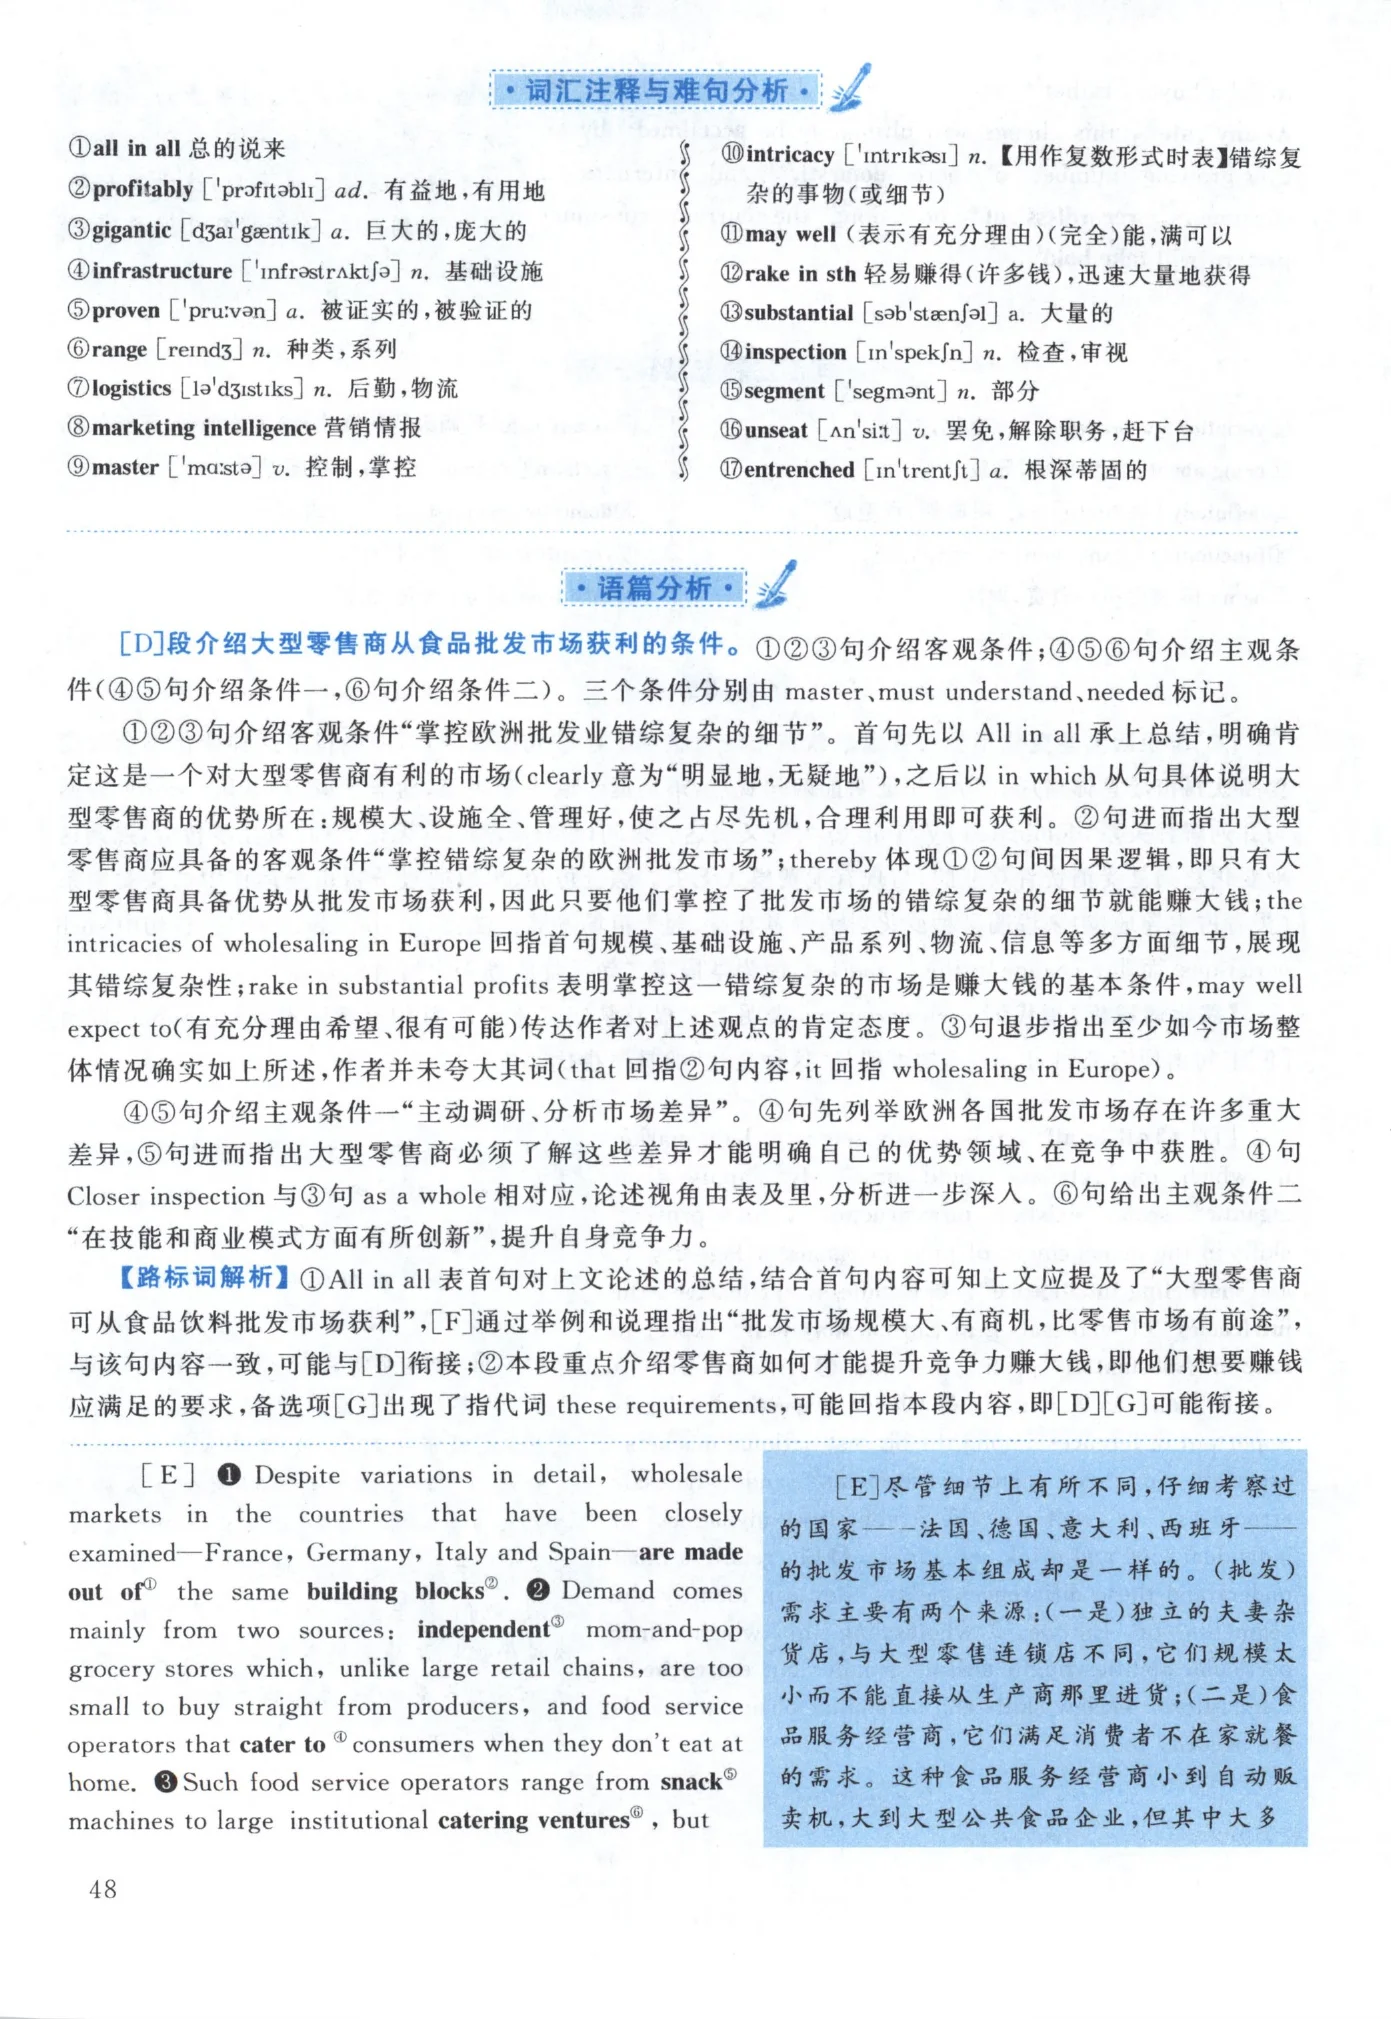 ·词汇注释与难句分析·
①all in all 总的说来
②profitably [ˈprɒfɪtəblɪ] ad. 有益地,有用地
③gigantic [dʒaɪˈɡæntɪk] a. 巨大的,庞大的
④infrastructure [ˈɪnfrəstrʌktʃə] n. 基础设施
⑤proven [ˈpruːvən] a. 被证实的,被验证的
⑥range [reɪndʒ] n. 种类,系列
⑦logistics [ləˈdʒɪstɪks] n. 后勤,物流
⑧marketing intelligence 营销情报
⑨master [ˈmɑːstə] v. 控制,掌控
⑩intricacy [ˈɪntrɪkəsɪ] n.【用作复数形式时表】错综复
杂的事物(或细节)
⑪may well (表示有充分理由)(完全)能,满可以
⑫rake in sth 轻易赚得(许多钱),迅速大量地获得
⑬substantial [səbˈstænʃəl] a. 大量的
⑭inspection [ɪnˈspekʃn] n. 检查,审视
⑮segment [ˈsegmənt] n. 部分
⑯unseat [ʌnˈsiːt] v. 罢免,解除职务,赶下台
⑰entrenched [ɪnˈtrentʃt] a. 根深蒂固的
·语篇分析·
[D]段介绍大型零售商从食品批发市场获利的条件。①②③句介绍客观条件;④⑤⑥句介绍主观条
件(④⑤句介绍条件一,⑥句介绍条件二)。三个条件分别由 master、must understand、needed 标记。
①②③句介绍客观条件“掌控欧洲批发业错综复杂的细节”。首句先以 All in all 承上总结,明确肯
定这是一个对大型零售商有利的市场(clearly 意为“明显地,无疑地”),之后以 in which 从句具体说明大
型零售商的优势所在:规模大、设施全、管理好,使之占尽先机,合理利用即可获利。②句进而指出大型
零售商应具备的客观条件“掌控错综复杂的欧洲批发市场”;thereby 体现①②句间因果逻辑,即只有大
型零售商具备优势从批发市场获利,因此只要他们掌控了批发市场的错综复杂的细节就能赚大钱;the
intricacies of wholesaling in Europe 回指首句规模、基础设施、产品系列、物流、信息等多方面细节,展现
其错综复杂性;rake in substantial profits 表明掌控这一错综复杂的市场是赚大钱的基本条件,may well
expect to(有充分理由希望、很有可能)传达作者对上述观点的肯定态度。③句退步指出至少如今市场整
体情况确实如上所述,作者并未夸大其词(that 回指②句内容,it 回指 wholesaling in Europe)。
④⑤句介绍主观条件一“主动调研、分析市场差异”。④句先列举欧洲各国批发市场存在许多重大
差异,⑤句进而指出大型零售商必须了解这些差异才能明确自己的优势领域、在竞争中获胜。④句
Closer inspection 与③句 as a whole 相对应,论述视角由表及里,分析进一步深入。⑥句给出主观条件二
“在技能和商业模式方面有所创新”,提升自身竞争力。
【路标词解析】①All in all 表首句对上文论述的总结,结合首句内容可知上文应提及了“大型零售商
可从食品饮料批发市场获利”,[F]通过举例和说理指出“批发市场规模大、有商机,比零售市场有前途”,
与该句内容一致,可能与[D]衔接;②本段重点介绍零售商如何才能提升竞争力赚大钱,即他们想要赚钱
应满足的要求,备选项[G]出现了指代词 these requirements,可能回指本段内容,即[D][G]可能衔接。
[E] ❶ Despite variations in detail, wholesale
markets in the countries that have been closely
examined—France, Germany, Italy and Spain—are made
out of① the same building blocks②. ❷ Demand comes
mainly from two sources: independent③ mom-and-pop
grocery stores which, unlike large retail chains, are too
small to buy straight from producers, and food service
operators that cater to④ consumers when they don't eat at
home. ❸ Such food service operators range from snack⑤
machines to large institutional catering ventures⑥, but
[E]尽管细节上有所不同,仔细考察过
的国家——法国、德国、意大利、西班牙——
的批发市场基本组成却是一样的。(批发)
需求主要有两个来源:(一是)独立的夫妻杂
货店,与大型零售连锁店不同,它们规模太
小而不能直接从生产商那里进货;(二是)食
品服务经营商,它们满足消费者不在家就餐
的需求。这种食品服务经营商小到自动贩
卖机,大到大型公共食品企业,但其中大多
48